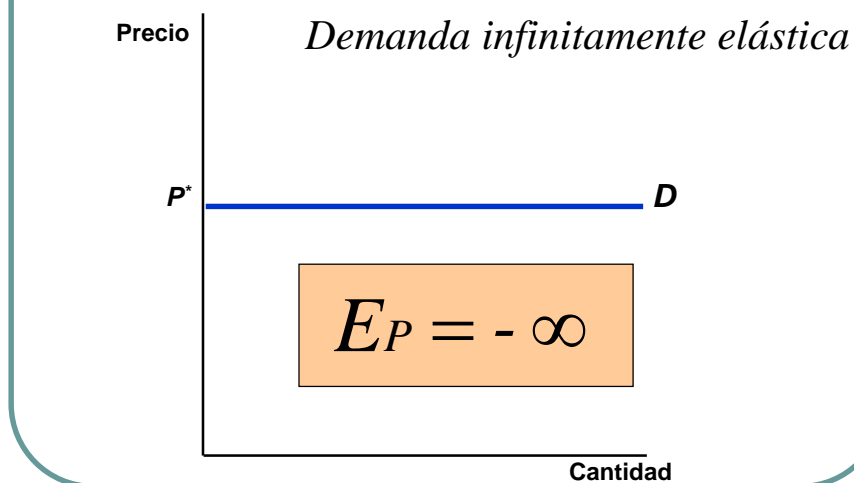 Precio
Demanda infinitamente elástica
P*
D
EP = - ∞
Cantidad